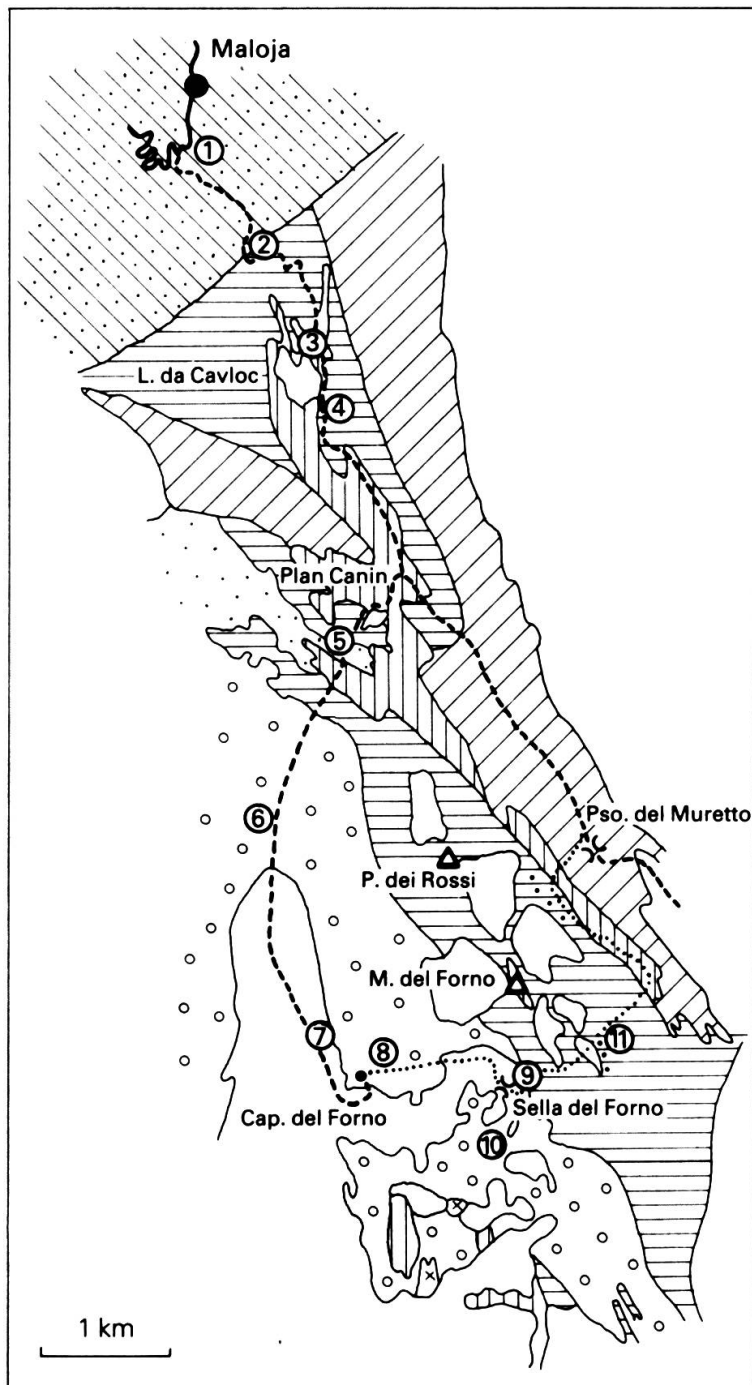 Maloja
①
②
③
L. da Cavloc
④
Plan Canin
⑤
⑥
Pso. del Muretto
P. dei Rossi
M. del Forno
⑦
⑧
⑪
⑨
Cap. del Forno
Sella del Forno
⑩
x
x
1 km